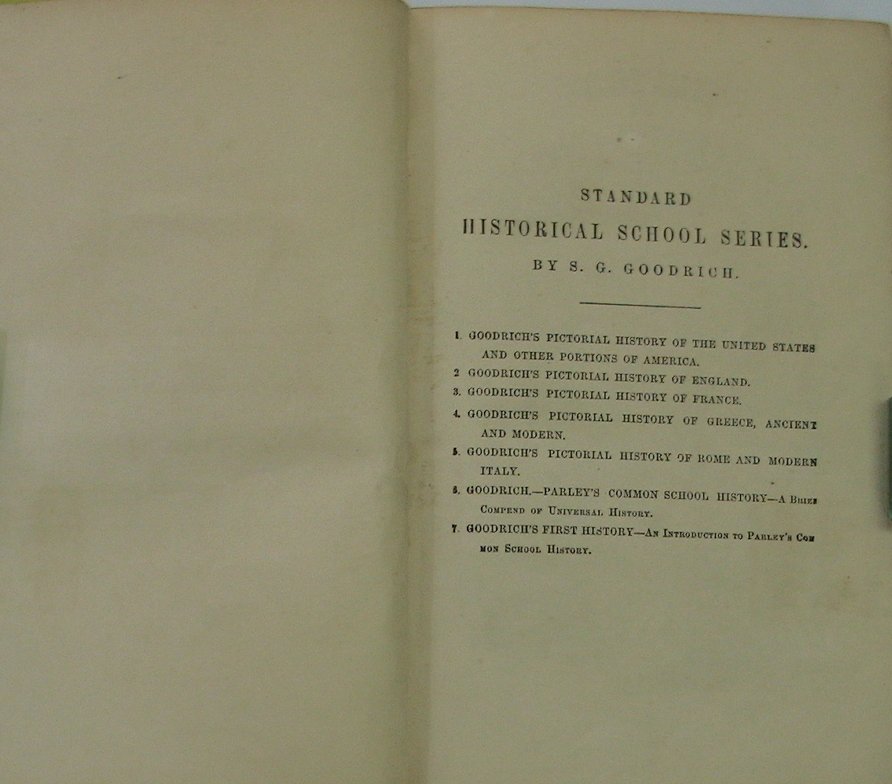 STANDARD
HISTORICAL SCHOOL SERIES.
BY S. G. GOODRICH.
1. GOODRICH'S PICTORIAL HISTORY OF THE UNITED STATES
AND OTHER PORTIONS OF AMERICA.
2 GOODRICH'S PICTORIAL HISTORY OF ENGLAND.
3. GOODRICH'S PICTORIAL HISTORY OF FRANCE.
4. GOODRICH'S PICTORIAL HISTORY OF GREECE, ANCIENT
AND MODERN.
5. GOODRICH'S PICTORIAL HISTORY OF ROME AND MODERN
ITALY.
6. GOODRICH.—PARLEY'S COMMON SCHOOL HISTORY—A BRIEF
COMPEND OF UNIVERSAL HISTORY.
7. GOODRICH'S FIRST HISTORY—AN INTRODUCTION TO PARLEY'S COM
MON SCHOOL HISTORY.